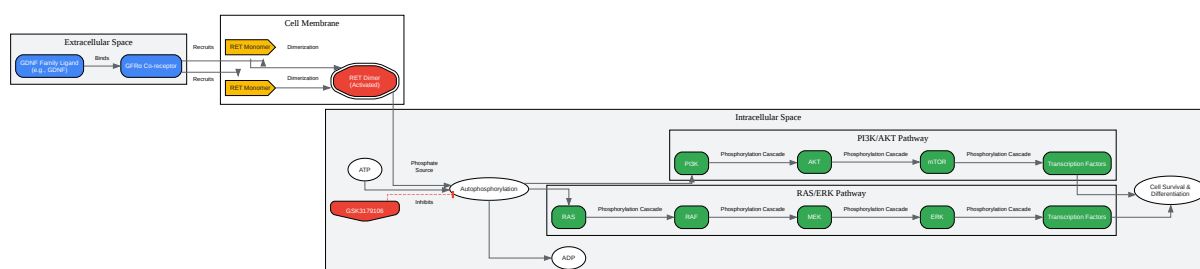 Cell Membrane
Extracellular Space
GDNF Family Ligand
(e.g., GDNF)
Binds
GFRα Co-receptor
Recruits
Recruits
RET Monomer
Dimerization
RET Monomer
Dimerization
RET Dimer
(Activated)
Intracellular Space
PI3K/AKT Pathway
PI3K
Phosphorylation Cascade
AKT
Phosphorylation Cascade
mTOR
Phosphorylation Cascade
Transcription Factors
ATP
Phosphate
Source
Autophosphorylation
GSK3179106
Inhibits
RAS/ERK Pathway
RAS
Phosphorylation Cascade
RAF
Phosphorylation Cascade
MEK
Phosphorylation Cascade
ERK
Phosphorylation Cascade
Transcription Factors
Cell Survival &
Differentiation
ADP